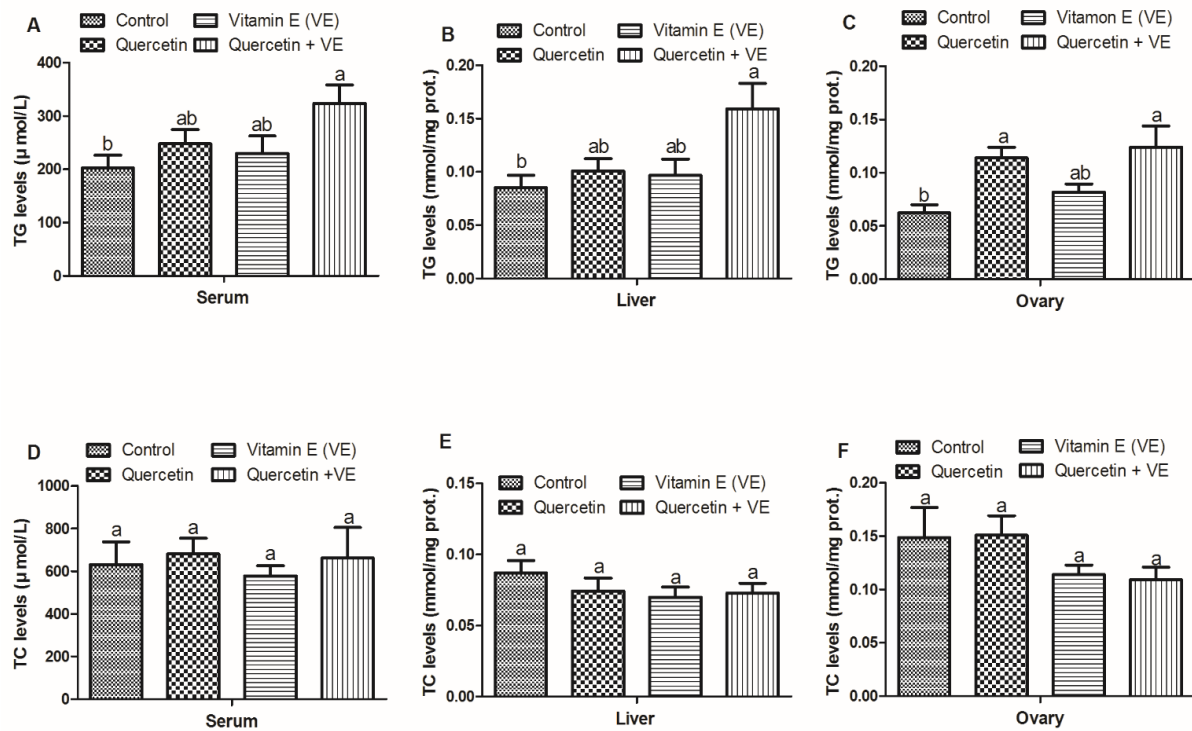 A
Control
Vitamin E (VE)
Quercetin
Quercetin + VE
TG levels (μ mol/L)
400
300
200
100
0
b
ab
ab
a
Serum
B
Control
Vitamin E (VE)
Quercetin
Quercetin + VE
TG levels (mmol/mg prot.)
0.20
0.15
0.10
0.05
0.00
b
ab
ab
a
Liver
C
Control
Vitamon E (VE)
Quercetin
Quercetin + VE
TG levels (mmol/mg prot.)
0.20
0.15
0.10
0.05
0.00
b
a
ab
a
Ovary
D
Control
Vitamin E (VE)
Quercetin
Quercetin +VE
TC levels (μ mol/L)
1000
800
600
400
200
0
a
a
a
a
Serum
E
Control
Vitamin E (VE)
Quercetin
Quercetin + VE
TC levels (mmol/mg prot.)
0.15
0.10
0.05
0.00
a
a
a
a
Liver
F
Control
Vitamin E (VE)
Quercetin
Quercetin + VE
TC levels (mmol/mg prot.)
0.20
0.15
0.10
0.05
0.00
a
a
a
a
Ovary